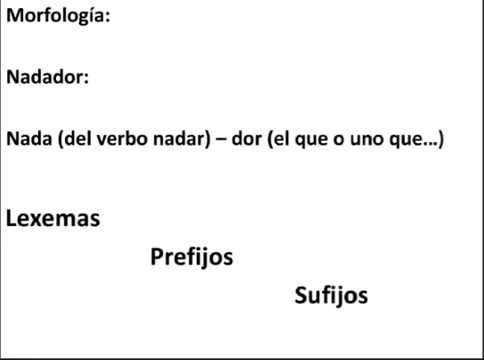 Morfología:
Nadador:
Nada (del verbo nadar) – dor (el que o uno que...)
Lexemas
Prefijos
Sufijos